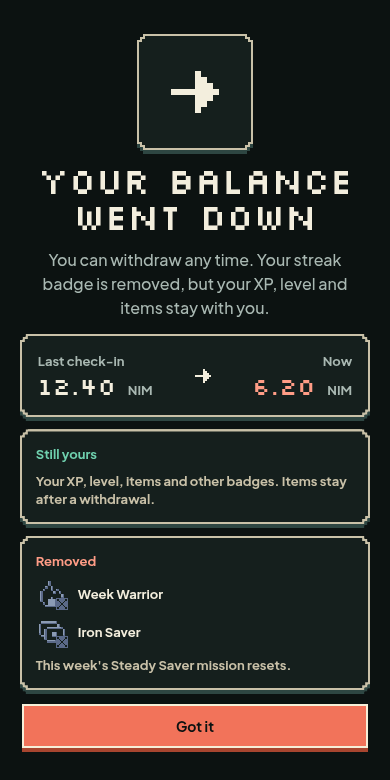 YOUR BALANCE
WENT DOWN
You can withdraw any time. Your streak
badge is removed, but your XP, level and
items stay with you.
Last check-in
Now
12.40 NIM
6.20 NIM
Still yours
Your XP, level, items and other badges. Items stay
after a withdrawal.
Removed
Week Warrior
Iron Saver
This week's Steady Saver mission resets.
Got it